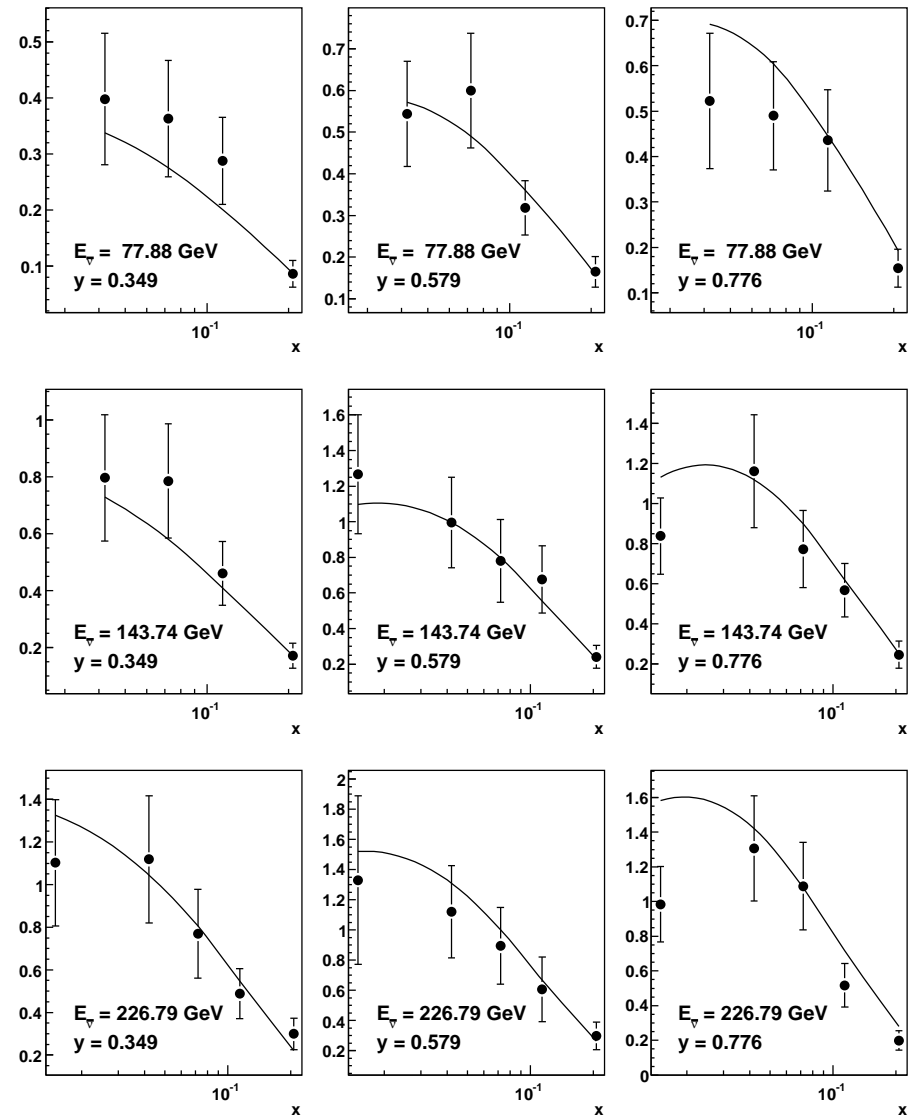 0.5
0.4
0.3
0.2
0.1
E_ν̅ = 77.88 GeV
y = 0.349
10⁻¹
x
0.7
0.6
0.5
0.4
0.3
0.2
0.1
E_ν̅ = 77.88 GeV
y = 0.579
10⁻¹
x
0.7
0.6
0.5
0.4
0.3
0.2
0.1
E_ν̅ = 77.88 GeV
y = 0.776
10⁻¹
x
1
0.8
0.6
0.4
0.2
E_ν̅ = 143.74 GeV
y = 0.349
10⁻¹
x
1.6
1.4
1.2
1
0.8
0.6
0.4
0.2
E_ν̅ = 143.74 GeV
y = 0.579
10⁻¹
x
1.4
1.2
1
0.8
0.6
0.4
0.2
E_ν̅ = 143.74 GeV
y = 0.776
10⁻¹
x
1.4
1.2
1
0.8
0.6
0.4
0.2
E_ν̅ = 226.79 GeV
y = 0.349
10⁻¹
x
2
1.8
1.6
1.4
1.2
1
0.8
0.6
0.4
0.2
E_ν̅ = 226.79 GeV
y = 0.579
10⁻¹
x
1.6
1.4
1.2
1
0.8
0.6
0.4
0.2
0
E_ν̅ = 226.79 GeV
y = 0.776
10⁻¹
x